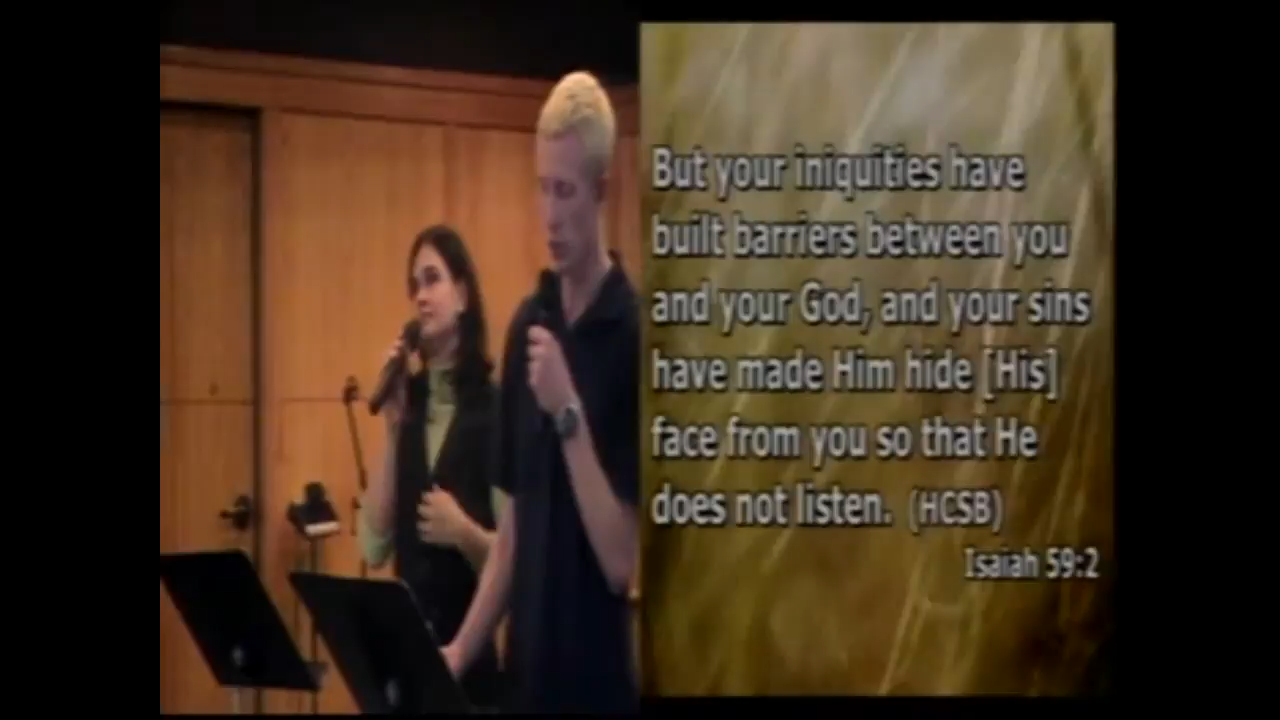 But your iniquities have
built barriers between you
and your God, and your sins
have made Him hide [His]
face from you so that He
does not listen. (HCSB)
Isaiah 59:2